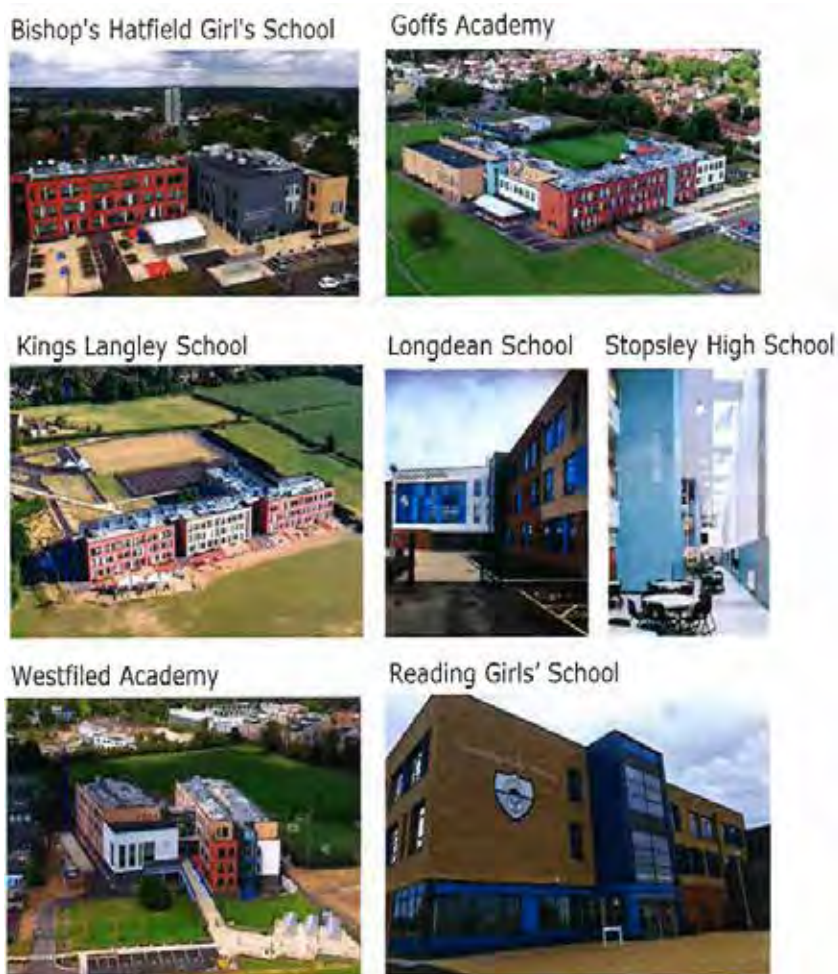 Bishop's Hatfield Girl's School
Goffs Academy
Kings Langley School
Longdean School
Stopsley High School
Westfiled Academy
Reading Girls' School